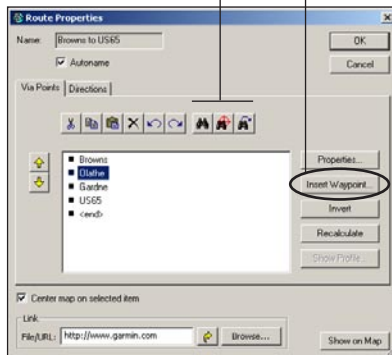 Route Properties
Name: Browns to US65
OK
Autoname
Cancel
Via Points Directions
Browns
Olathe
Gardne
US65
<end>
Properties...
Insert Waypoint...
Invert
Recalculate
Show Profile...
Center map on selected item
Link
File/URL: http://www.garmin.com
Browse...
Show on Map